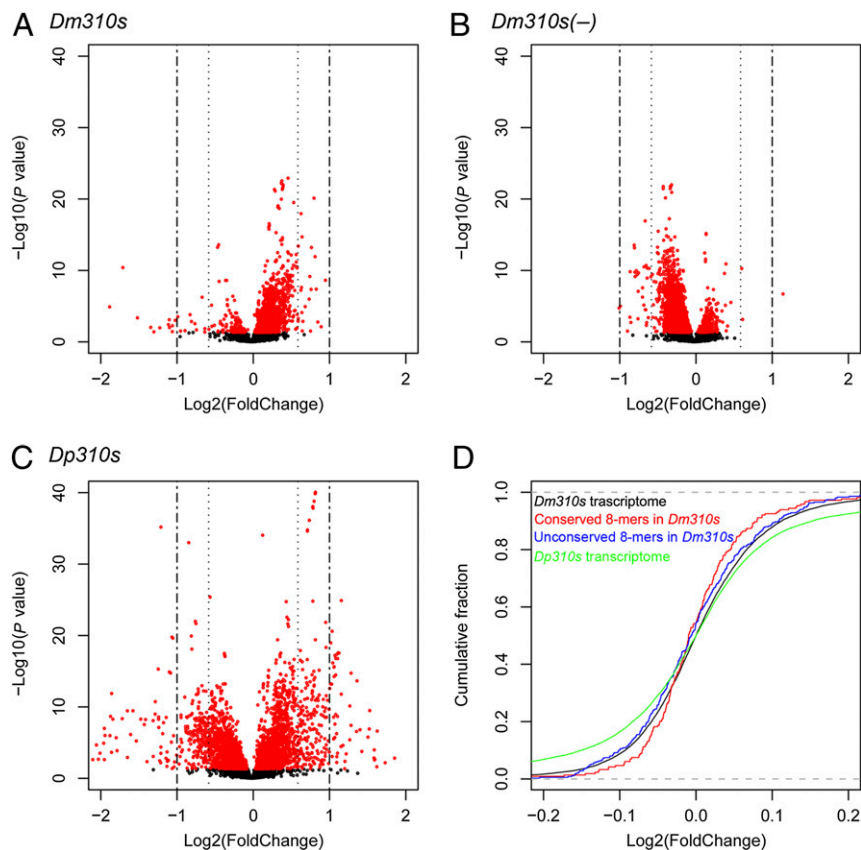 A Dm310s
40
30
20
10
0
−Log10(P value)
−2 −1 0 1 2
Log2(FoldChange)
B Dm310s(−)
40
30
20
10
0
−Log10(P value)
−2 −1 0 1 2
Log2(FoldChange)
C Dp310s
40
30
20
10
0
−Log10(P value)
−2 −1 0 1 2
Log2(FoldChange)
D
1.0
0.8
0.6
0.4
0.2
0.0
Cumulative fraction
Dm310s trascriptome
Conserved 8-mers in Dm310s
Unconserved 8-mers in Dm310s
Dp310s transcriptome
−0.2 −0.1 0.0 0.1 0.2
Log2(FoldChange)